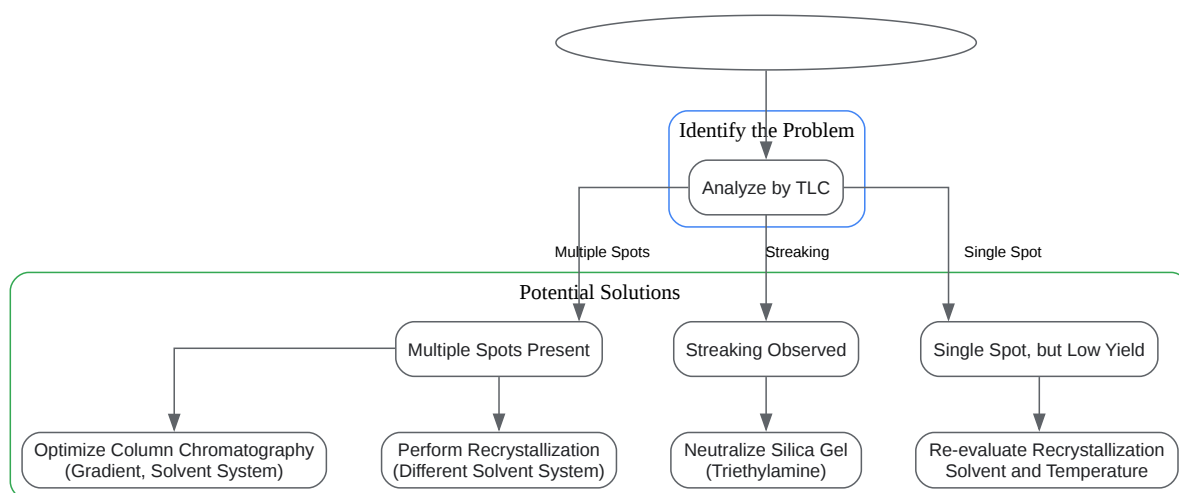 Identify the Problem
Analyze by TLC
Multiple Spots
Streaking
Single Spot
Potential Solutions
Multiple Spots Present
Streaking Observed
Single Spot, but Low Yield
Optimize Column Chromatography
(Gradient, Solvent System)
Perform Recrystallization
(Different Solvent System)
Neutralize Silica Gel
(Triethylamine)
Re-evaluate Recrystallization
Solvent and Temperature